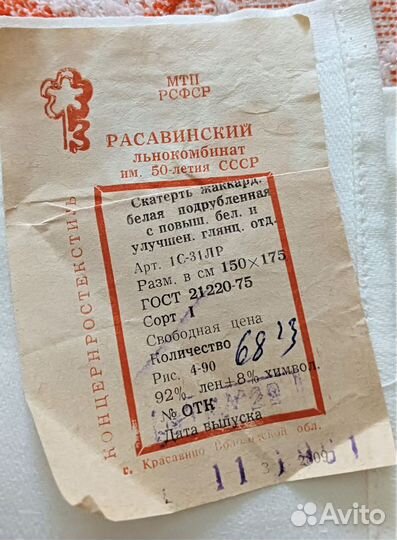 МТП
РСФСР
РАСАВИНСКИЙ
льнокомбинат
им. 50-летия СССР
КОНЦЕРНРОСТЕКСТИЛЬ
Скатерть жаккард.
белая подрубленная
с повыш. бел. и
улучшен. глянц. отд.
Арт. 1С-31ЛР
Разм. в см 150×175
ГОСТ 21220-75
Сорт I
Свободная цена
Количество
Рис. 4-90
92% лен+8% химвол.
№ ОТК
Дата выпуска
г. Красавино Вологодской обл.
Avito